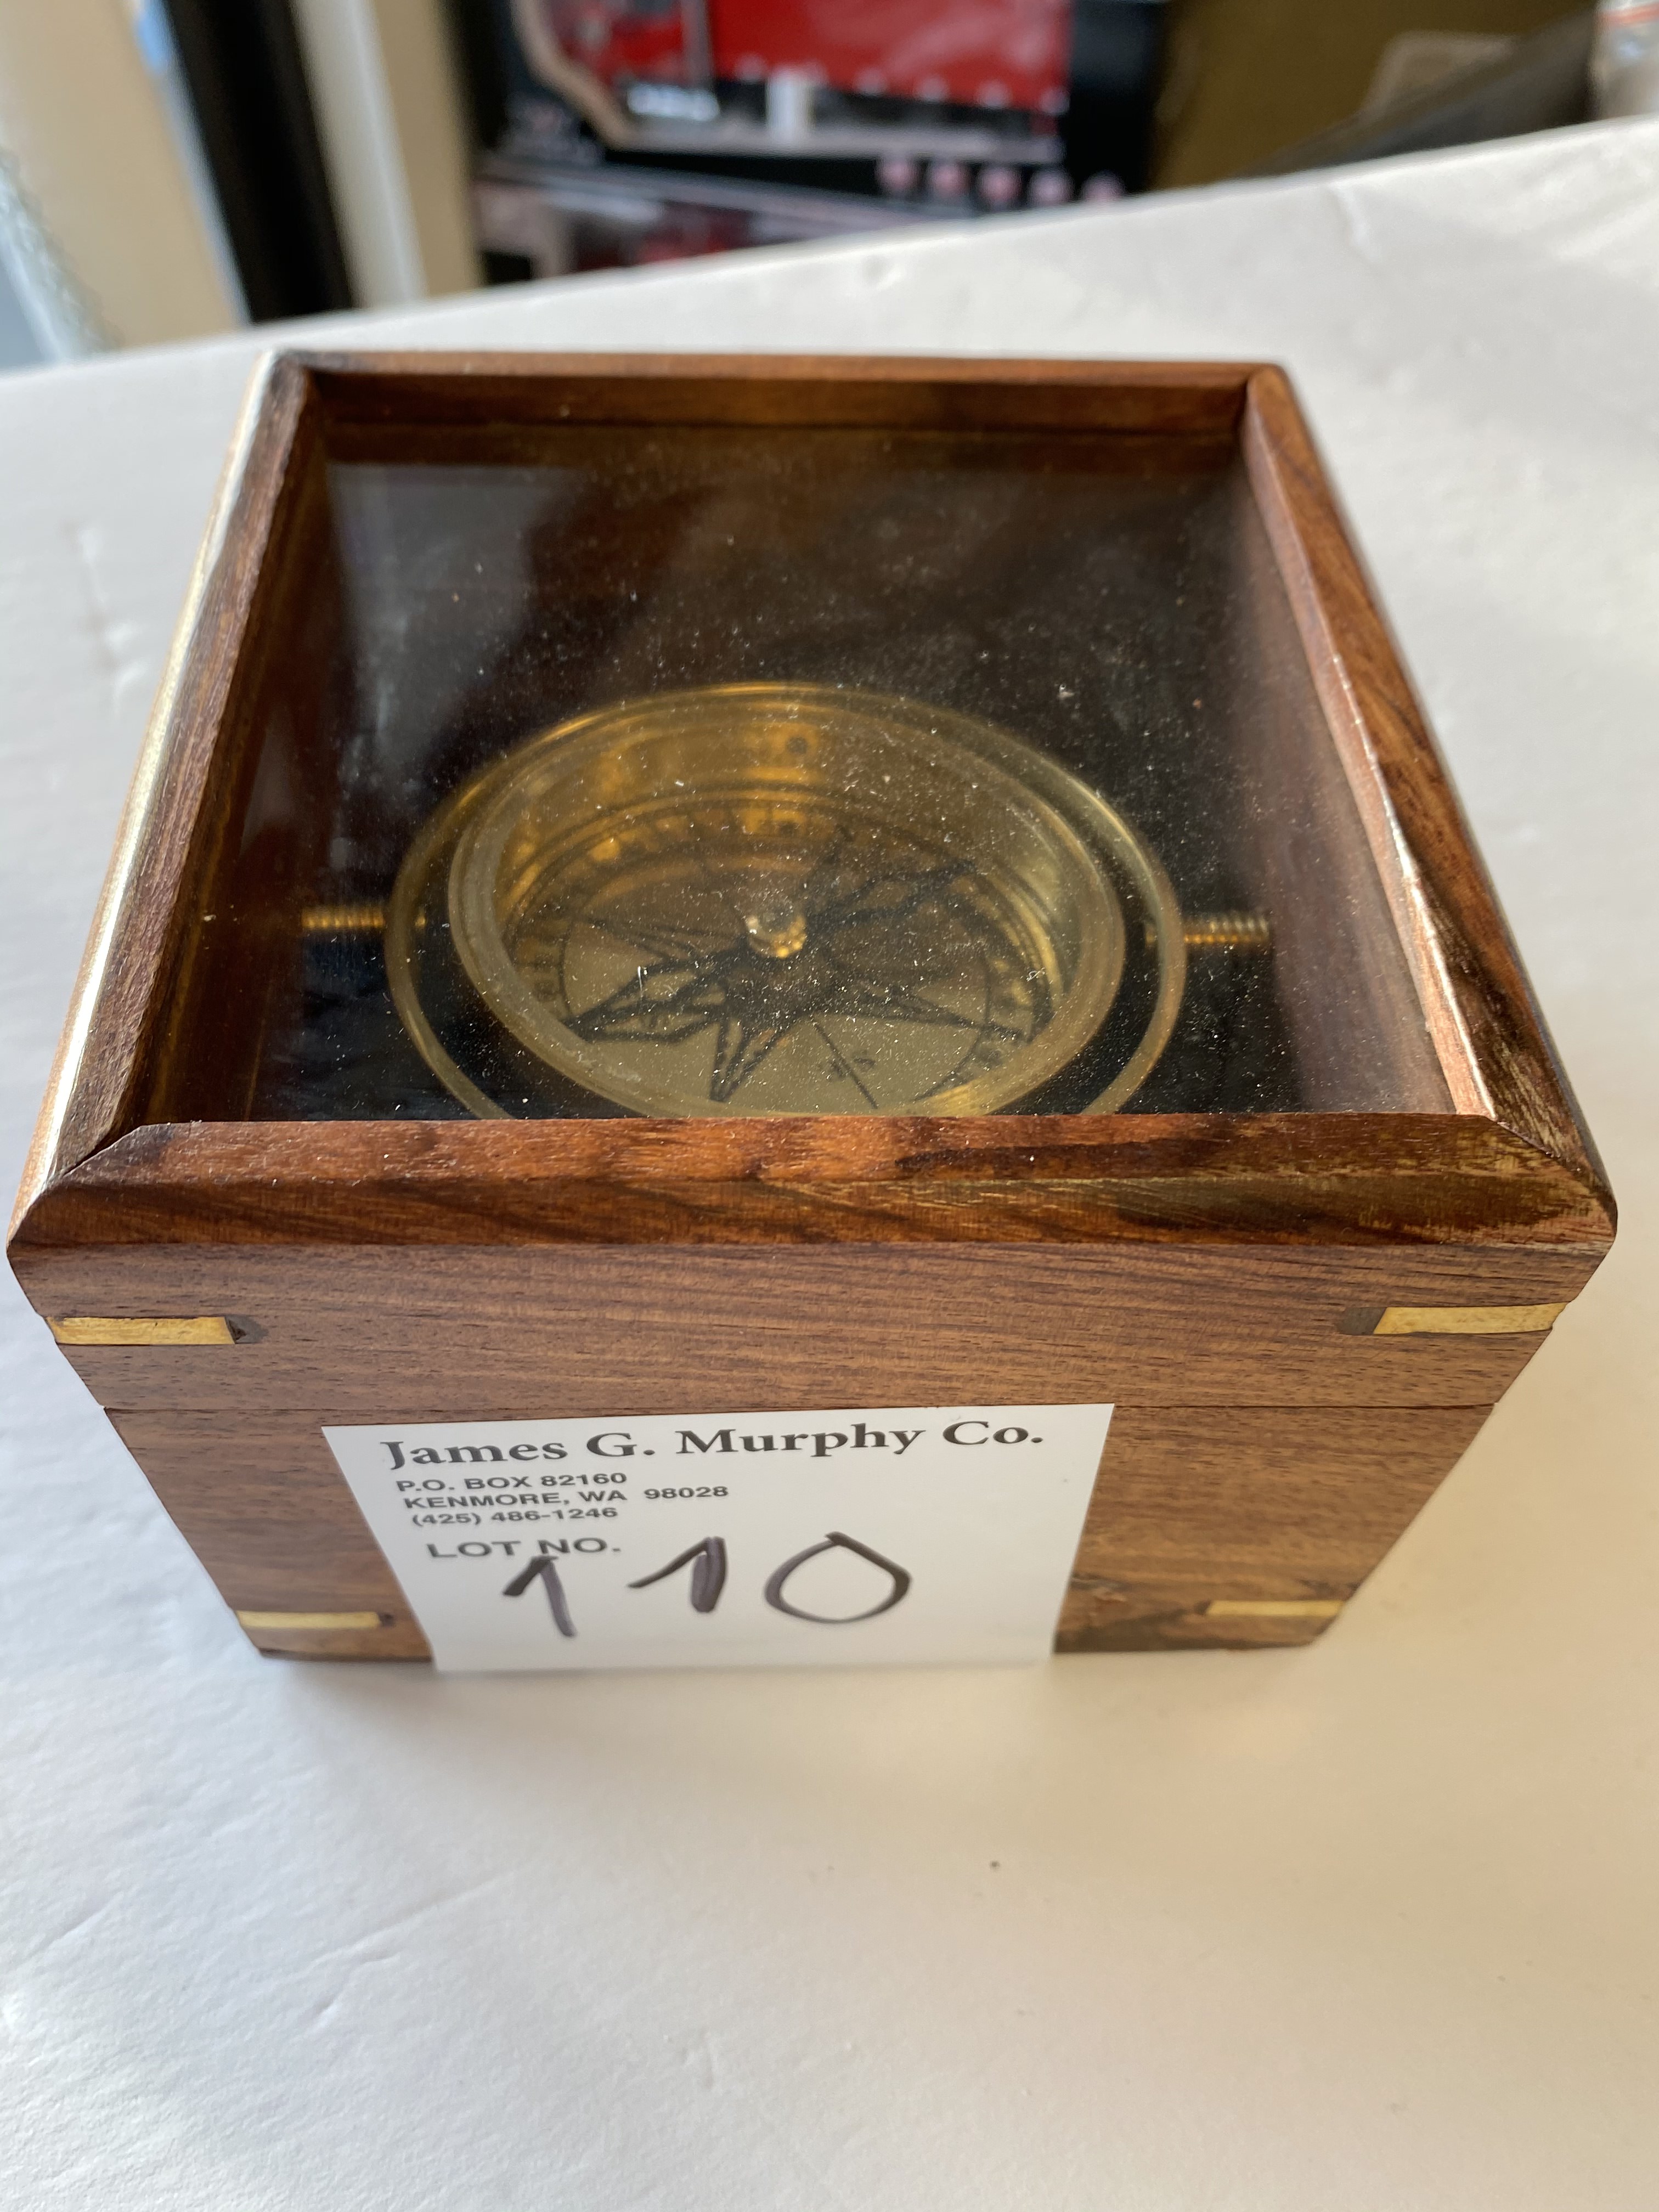 James G. Murphy Co.
P.O. BOX 82160
KENMORE, WA 98028
(425) 486-1246
LOT NO.
110